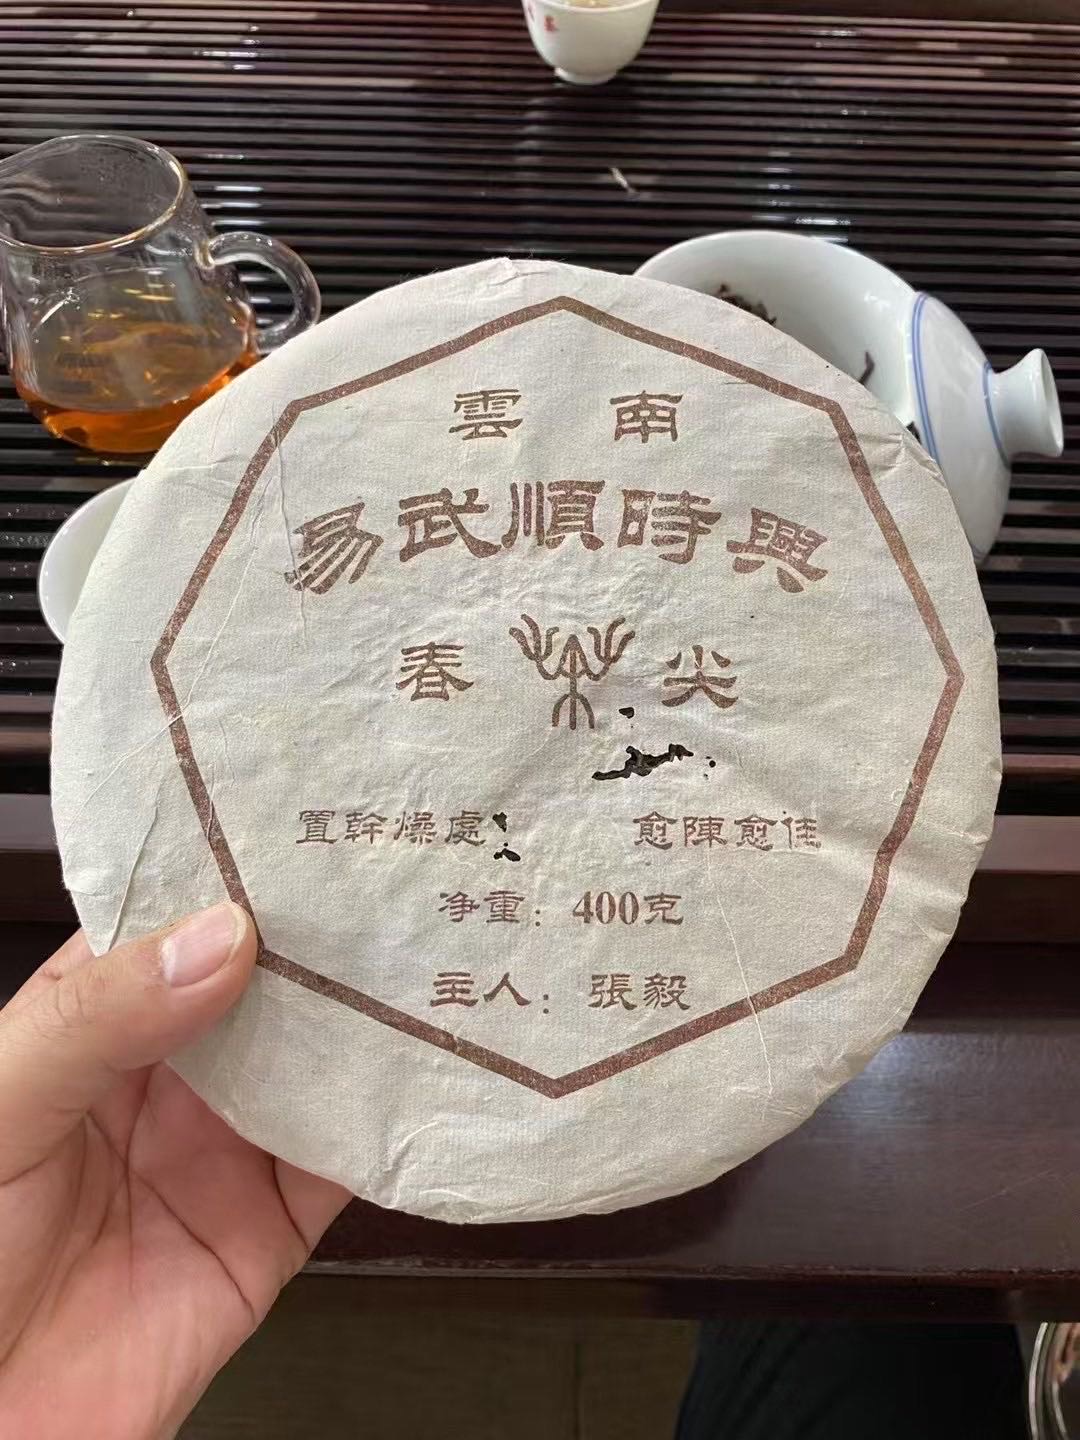 雲南
易武順時興
春尖
置幹燥處 愈陳愈佳
净重：400克
主人：張毅